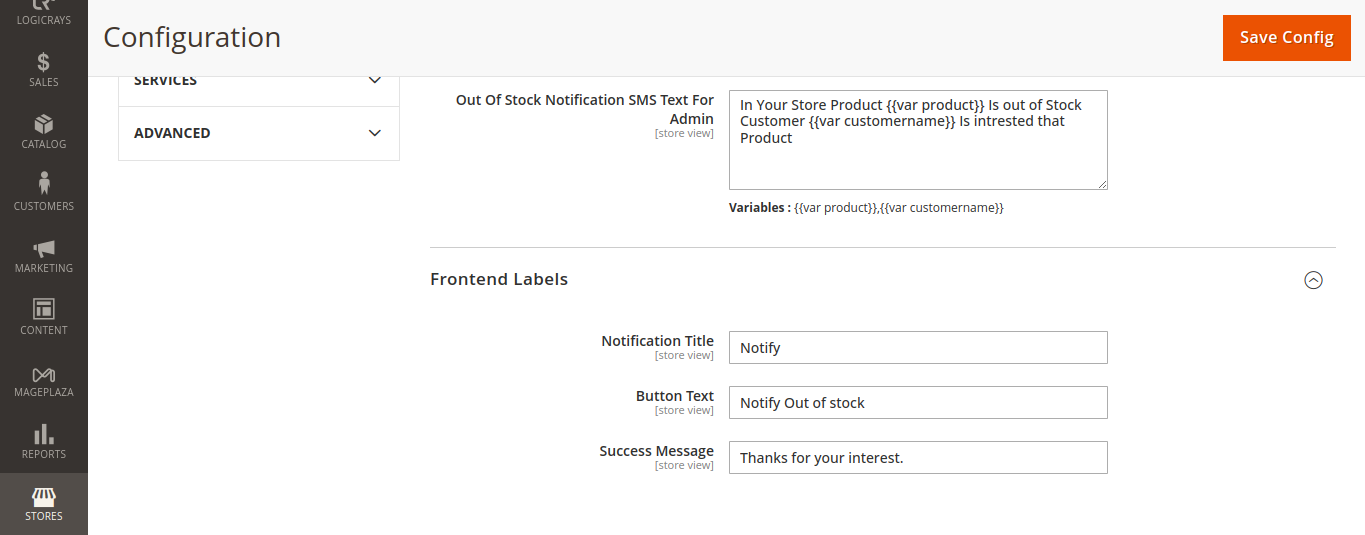 LOGICRAYS
SALES
CATALOG
CUSTOMERS
MARKETING
CONTENT
MAGEPLAZA
REPORTS
STORES
Configuration
Save Config
SERVICES
ADVANCED
Out Of Stock Notification SMS Text For
Admin
[store view]
In Your Store Product {{var product}} Is out of Stock
Customer {{var customername}} Is intrested that
Product
Variables : {{var product}},{{var customername}}
Frontend Labels
Notification Title
[store view]
Notify
Button Text
[store view]
Notify Out of stock
Success Message
[store view]
Thanks for your interest.